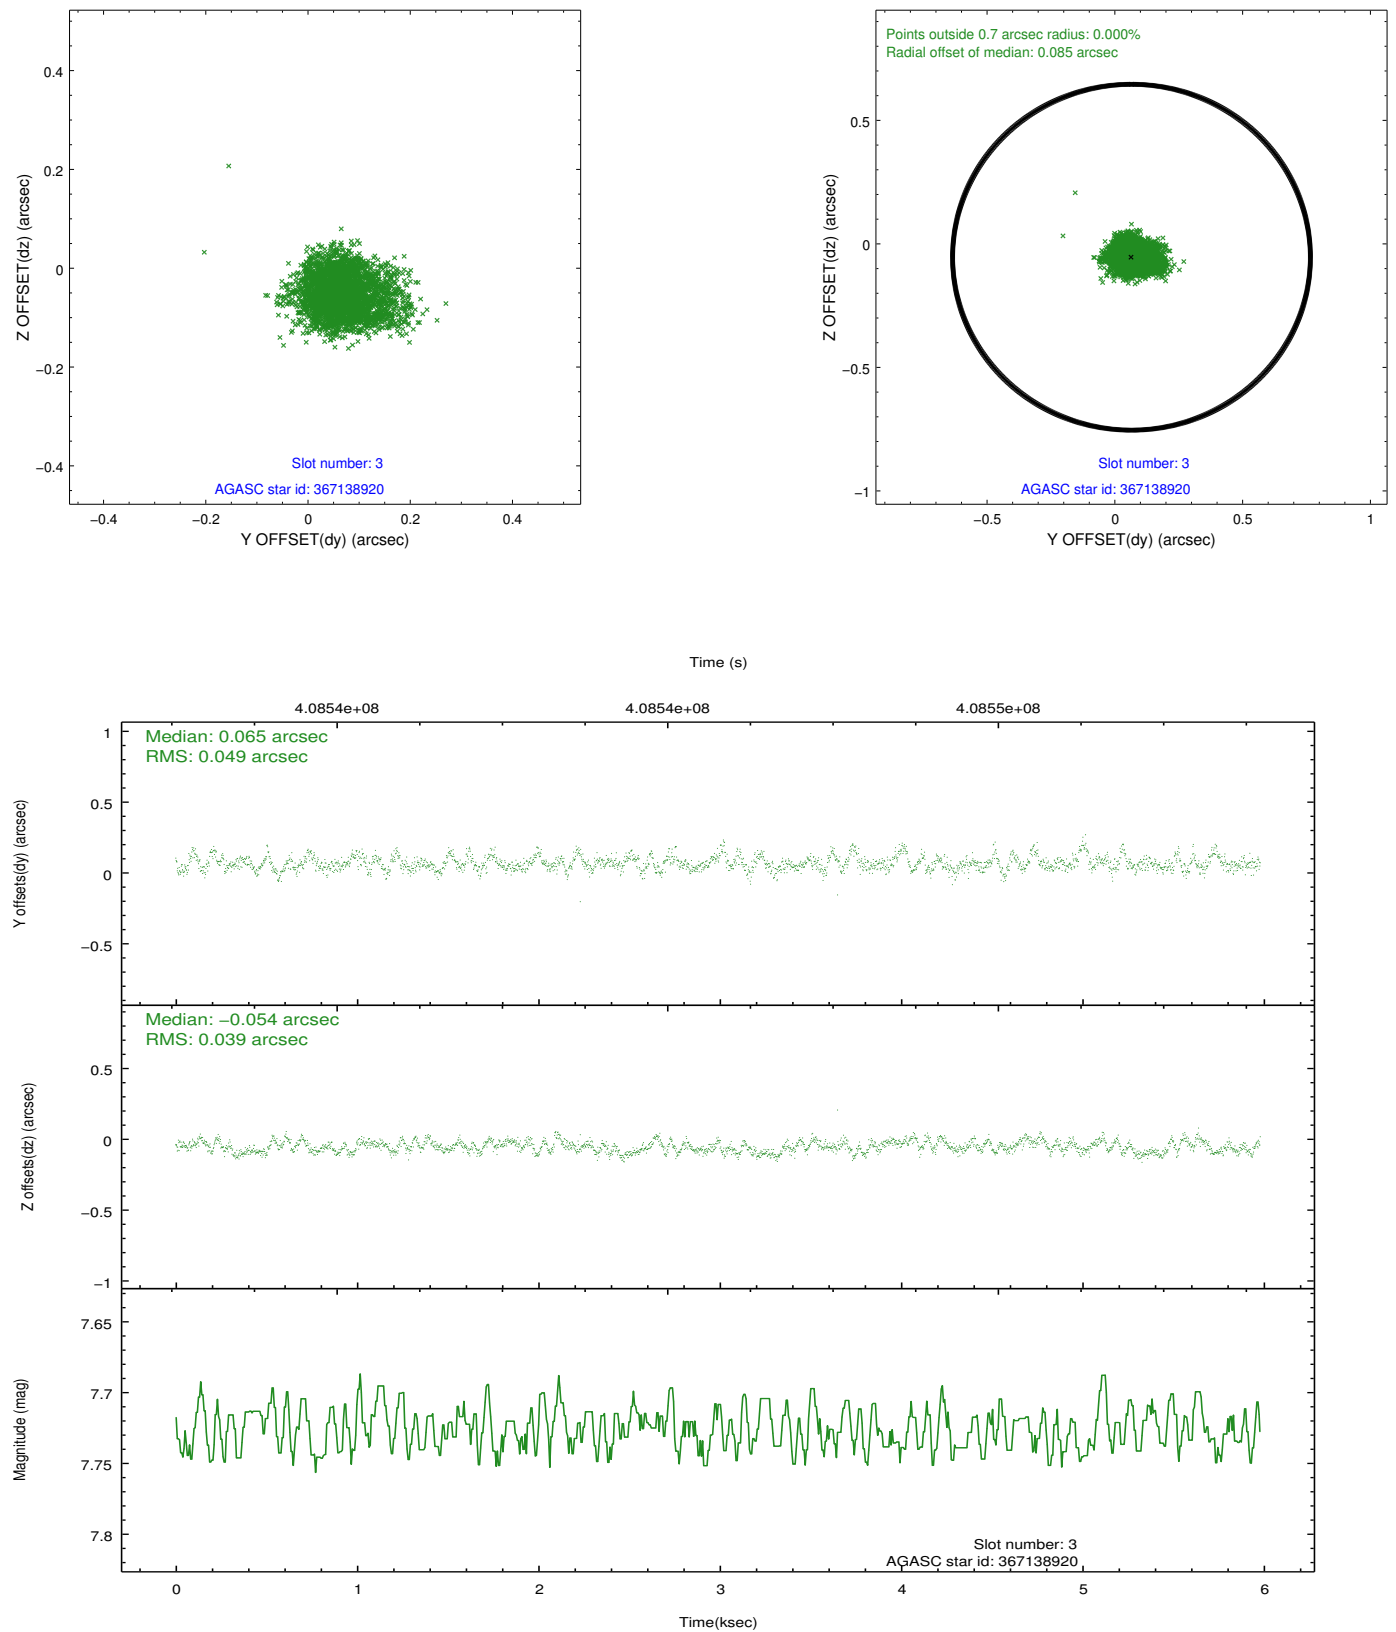 0.4
0.2
0
−0.2
−0.4
Z OFFSET(dz) (arcsec)
Slot number: 3
AGASC star id: 367138920
−0.4 −0.2 0 0.2 0.4
Y OFFSET(dy) (arcsec)
Points outside 0.7 arcsec radius: 0.000%
Radial offset of median: 0.085 arcsec
0.5
0
−0.5
−1
Z OFFSET(dz) (arcsec)
Slot number: 3
AGASC star id: 367138920
−0.5 0 0.5 1
Y OFFSET(dy) (arcsec)
Time (s)
4.0854e+08 4.0854e+08 4.0855e+08
Median: 0.065 arcsec
RMS: 0.049 arcsec
1
0.5
0
−0.5
Y offsets(dy) (arcsec)
Median: −0.054 arcsec
RMS: 0.039 arcsec
0.5
0
−0.5
−1
Z offsets(dz) (arcsec)
7.65
7.7
7.75
7.8
Magnitude (mag)
Slot number: 3
AGASC star id: 367138920
0 1 2 3 4 5 6
Time(ksec)